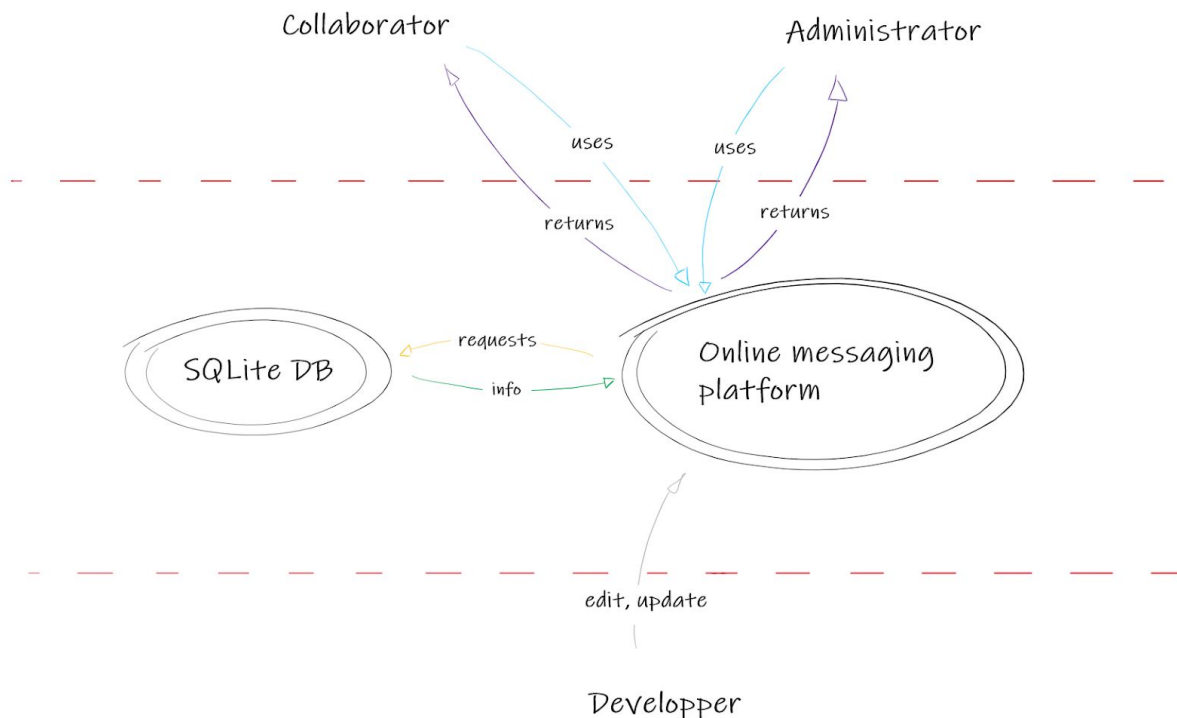 Collaborator
Administrator
uses
uses
returns
returns
requests
SQLite DB
info
Online messaging
platform
edit, update
Developper